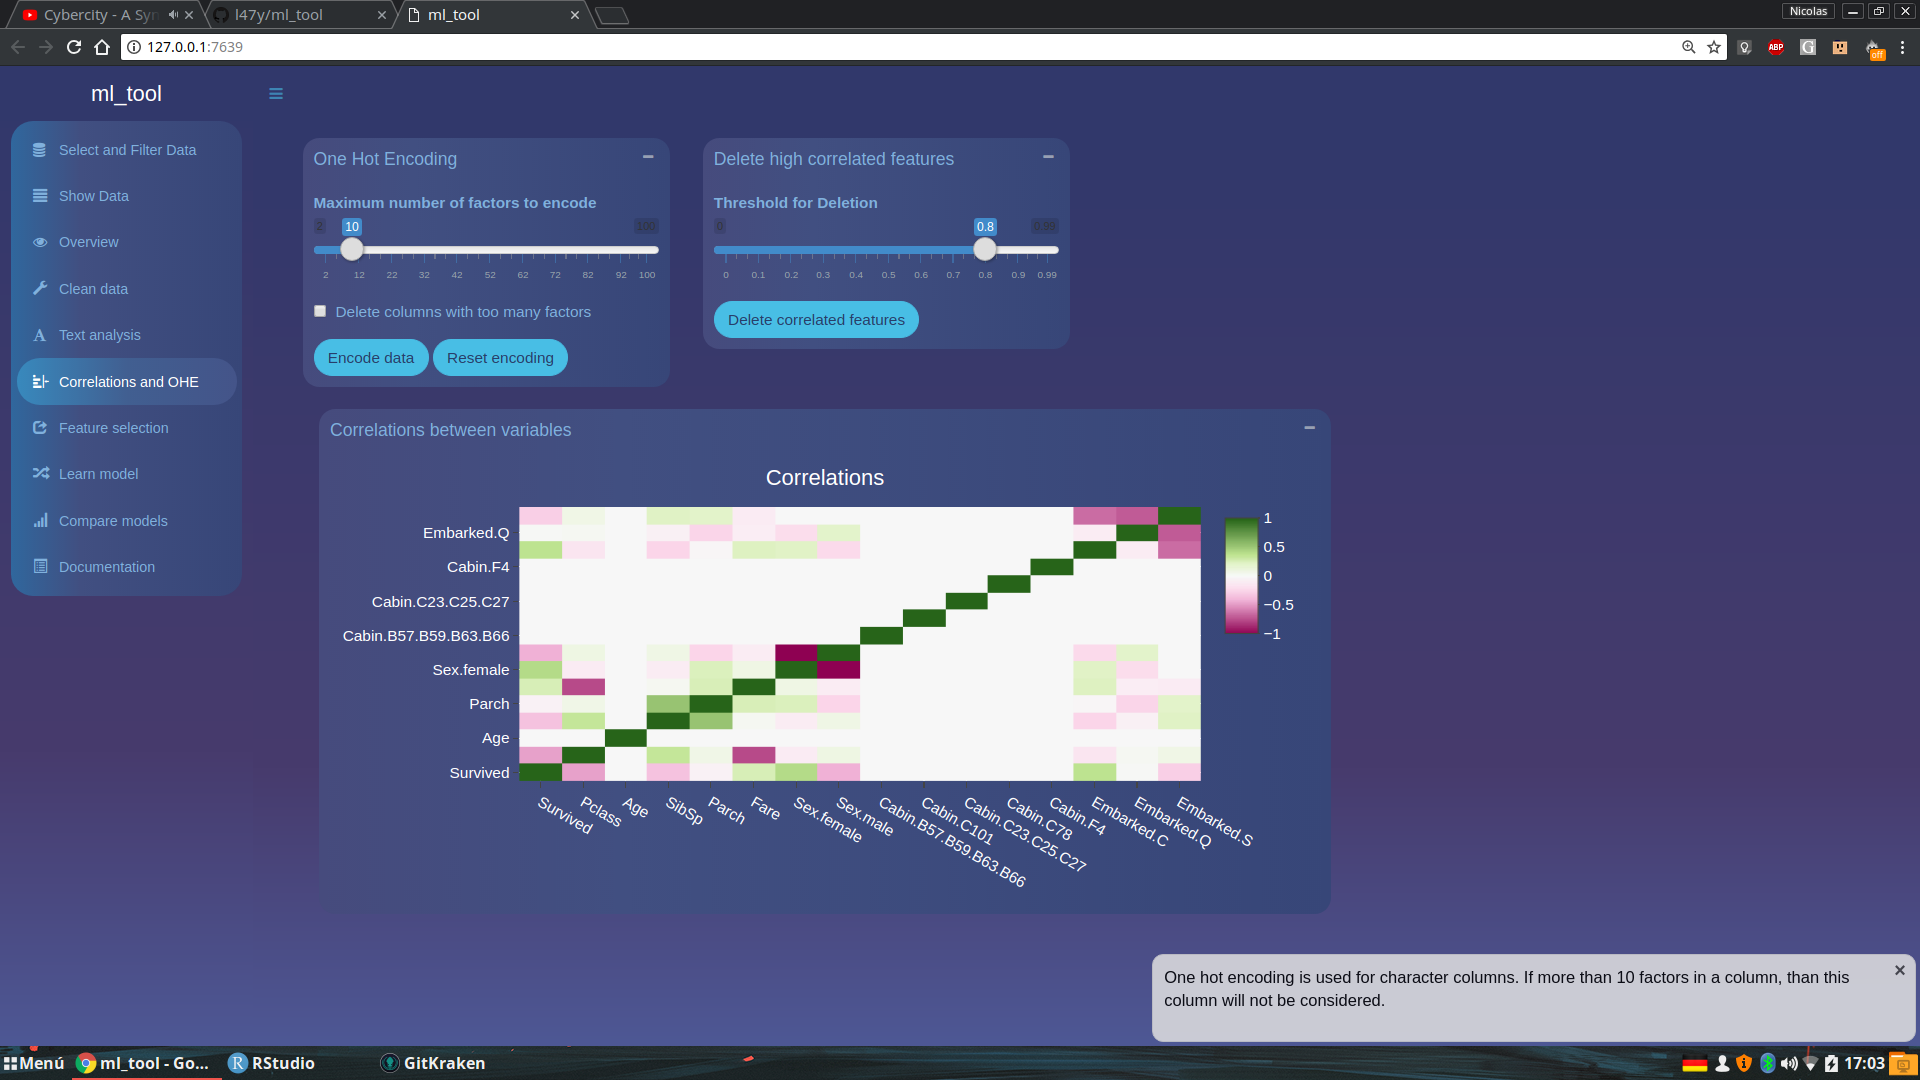 Cybercity - A Syn
l47y/ml_tool
ml_tool
Nicolas
127.0.0.1:7639
ABP
G
off
ml_tool
Select and Filter Data
Show Data
Overview
Clean data
Text analysis
Correlations and OHE
Feature selection
Learn model
Compare models
Documentation
One Hot Encoding
Maximum number of factors to encode
2 10 100
2 12 22 32 42 52 62 72 82 92 100
Delete columns with too many factors
Encode data
Reset encoding
Delete high correlated features
Threshold for Deletion
0 0.8 0.99
0 0.1 0.2 0.3 0.4 0.5 0.6 0.7 0.8 0.9 0.99
Delete correlated features
Correlations between variables
Correlations
Embarked.Q
Cabin.F4
Cabin.C23.C25.C27
Cabin.B57.B59.B63.B66
Sex.female
Parch
Age
Survived
1
0.5
0
−0.5
−1
Survived
Pclass
Age
SibSp
Parch
Fare
Sex.female
Sex.male
Cabin.B57.B59.B63.B66
Cabin.C101
Cabin.C23.C25.C27
Cabin.C78
Cabin.F4
Embarked.C
Embarked.Q
Embarked.S
One hot encoding is used for character columns. If more than 10 factors in a column, than this
column will not be considered.
Menú
ml_tool - Go...
R RStudio
GitKraken
17:03